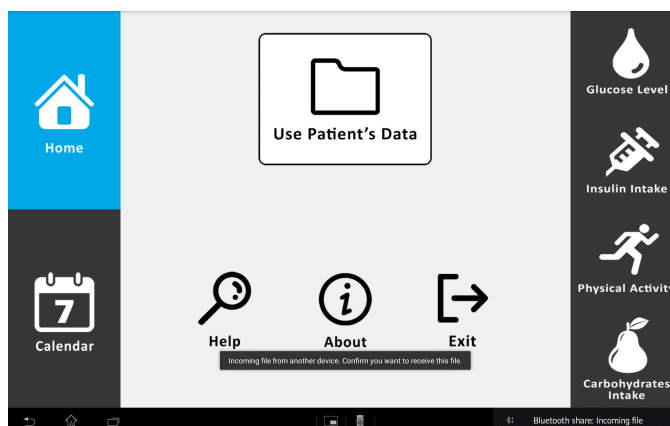 Home
7
Calendar
Use Patient's Data
Help
i
About
Exit
Incoming file from another device. Confirm you want to receive this file.
Glucose Level
Insulin Intake
Physical Activity
Carbohydrates
Intake
Bluetooth share: Incoming file